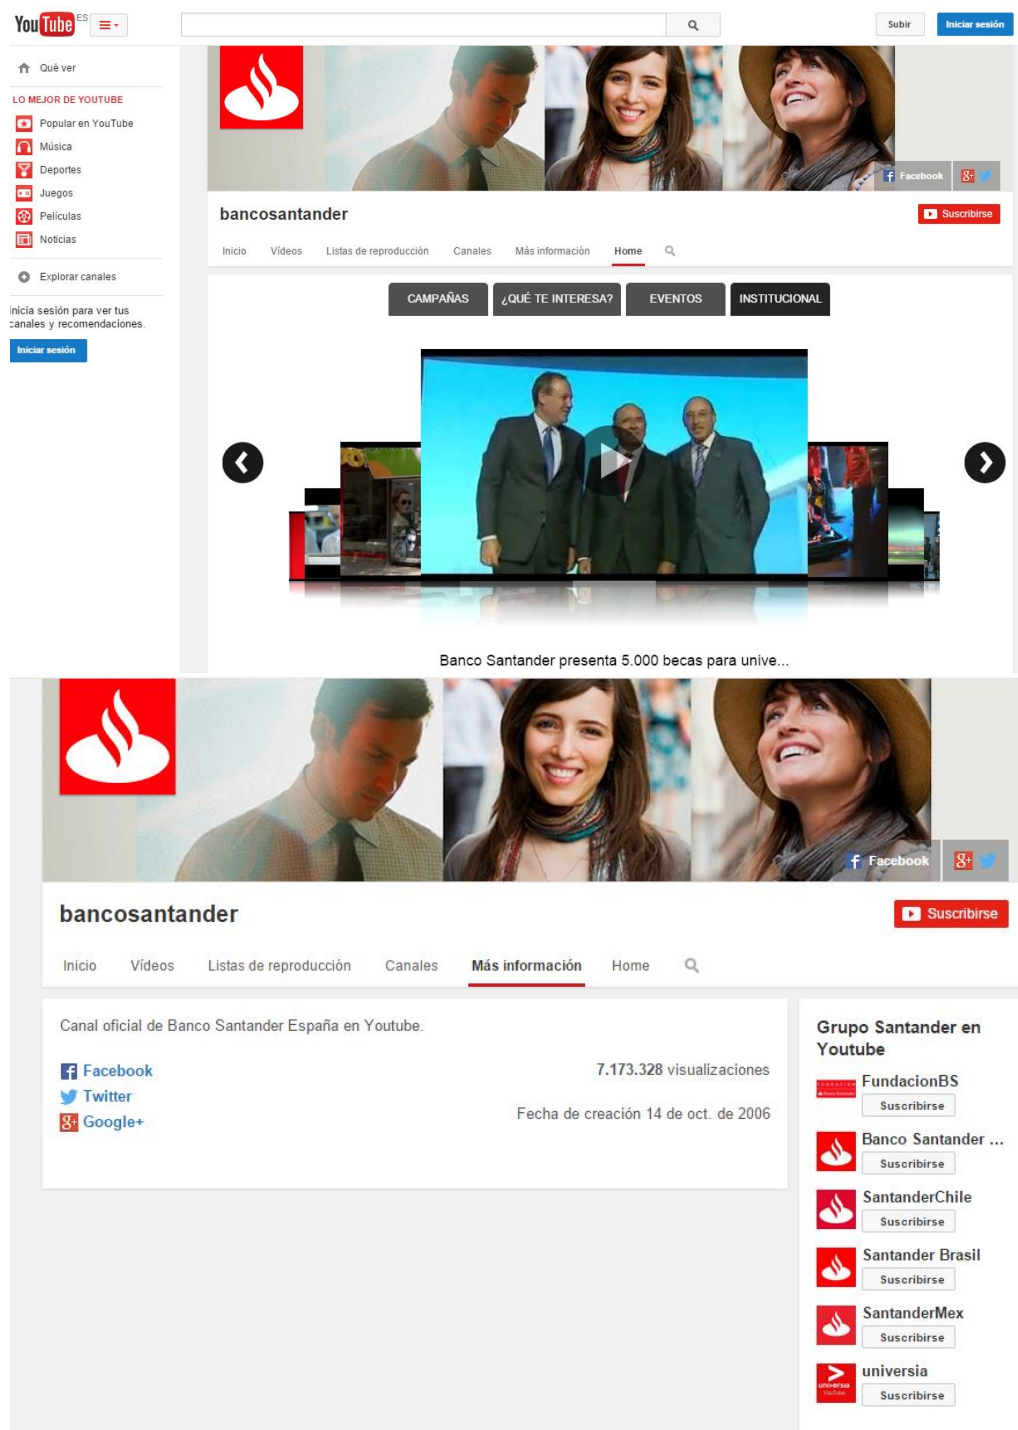 YouTube ES
Subir
Iniciar sesión
Qué ver
LO MEJOR DE YOUTUBE
Popular en YouTube
Música
Deportes
Juegos
Películas
Noticias
Explorar canales
Inicia sesión para ver tus
canales y recomendaciones.
Iniciar sesión
Facebook
bancosantander
Suscribirse
Inicio Vídeos Listas de reproducción Canales Más información Home
CAMPAÑAS ¿QUÉ TE INTERESA? EVENTOS INSTITUCIONAL
Banco Santander presenta 5.000 becas para unive...
Facebook
bancosantander
Suscribirse
Inicio Vídeos Listas de reproducción Canales Más información Home
Canal oficial de Banco Santander España en Youtube.
Facebook
Twitter
Google+
7.173.328 visualizaciones
Fecha de creación 14 de oct. de 2006
Grupo Santander en
Youtube
FundacionBS
Suscribirse
Banco Santander ...
Suscribirse
SantanderChile
Suscribirse
Santander Brasil
Suscribirse
SantanderMex
Suscribirse
universia
Suscribirse